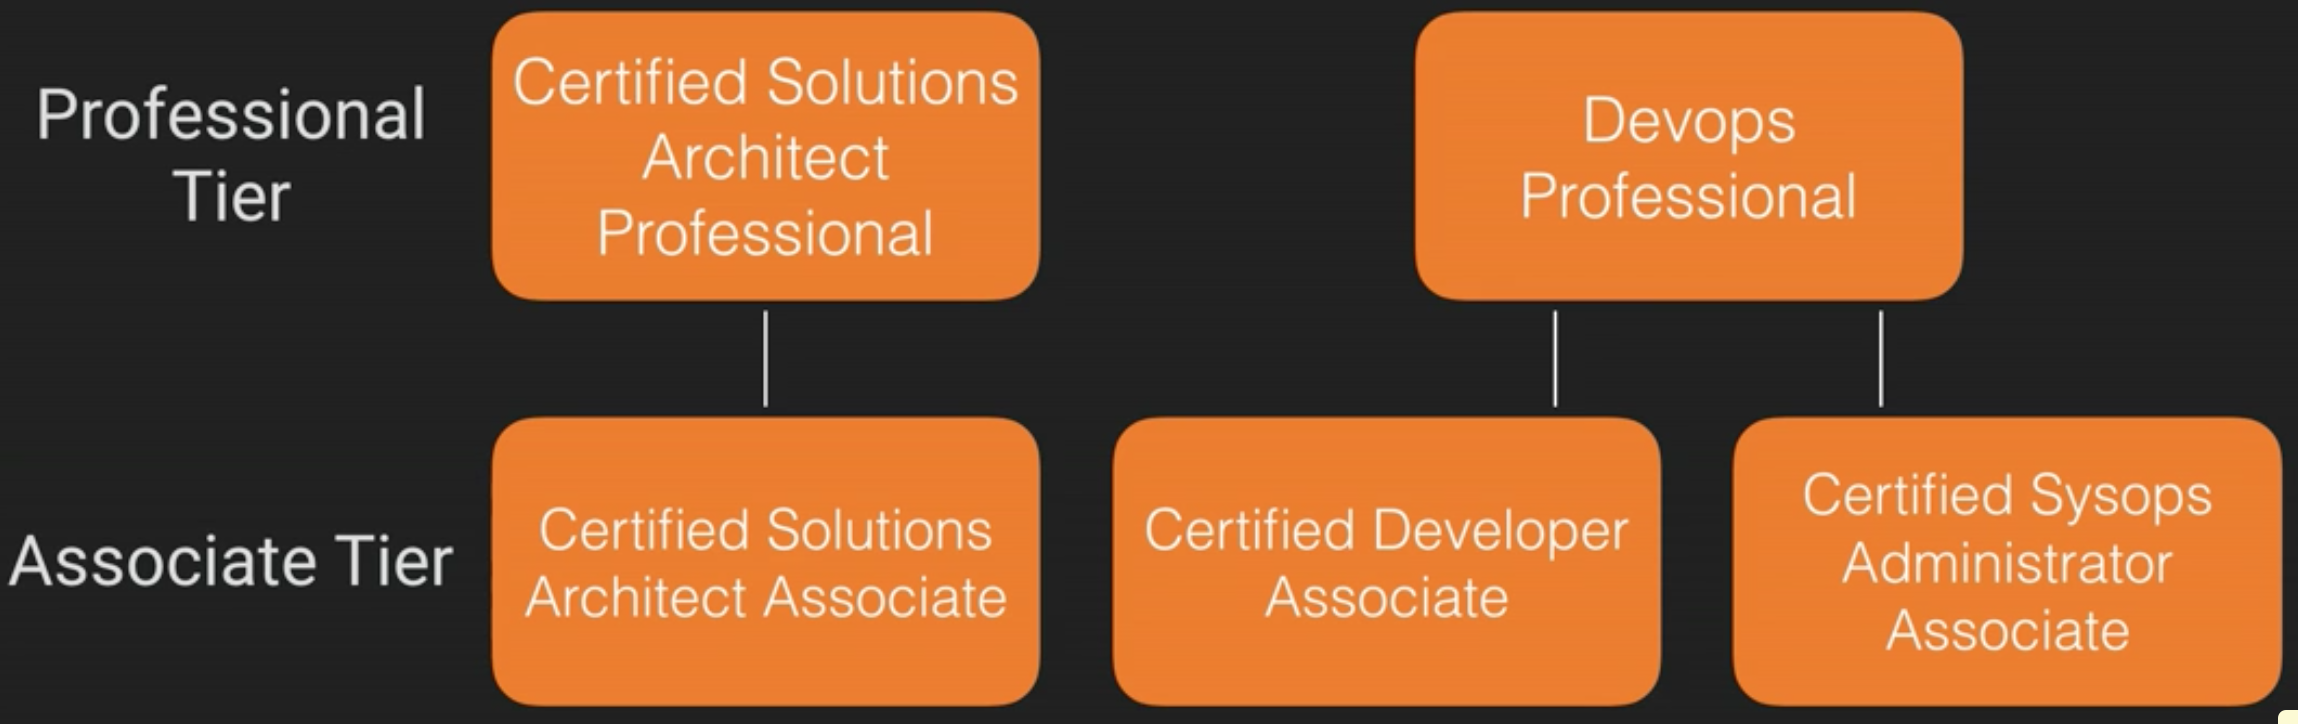 Professional
Tier
Certified Solutions
Architect
Professional
Devops
Professional
Associate Tier
Certified Solutions
Architect Associate
Certified Developer
Associate
Certified Sysops
Administrator
Associate